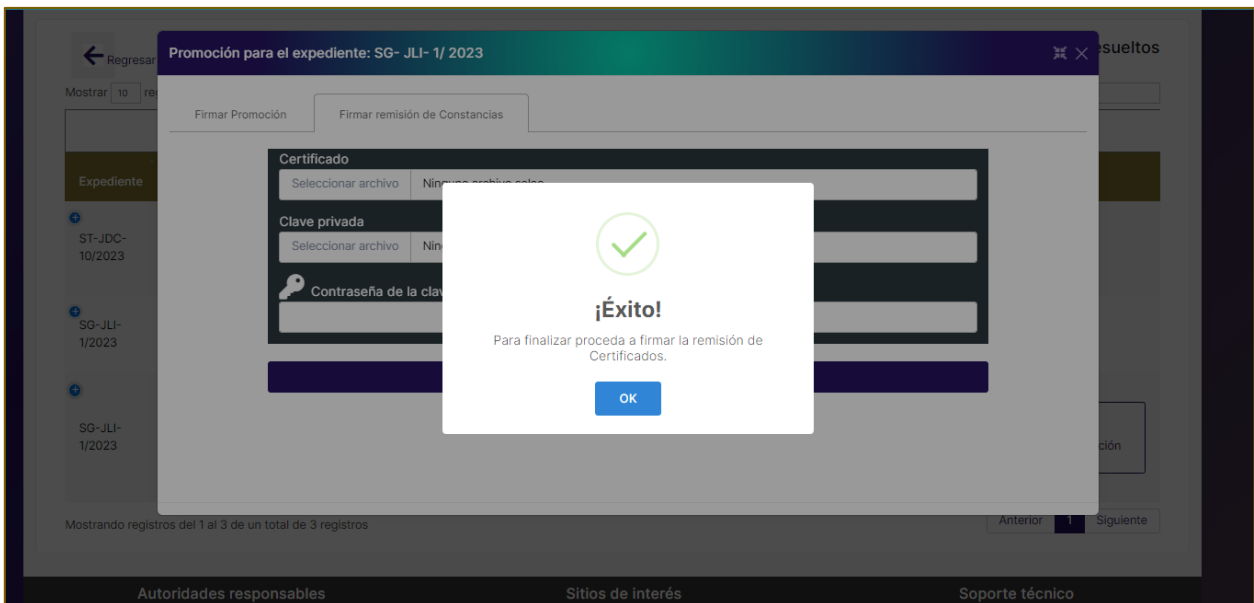 Regresar
esueltos
Promoción para el expediente: SG- JLI- 1/ 2023
Mostrar 10 re
Firmar Promoción
Firmar remisión de Constancias
Certificado
Seleccionar archivo
Expediente
Clave privada
Seleccionar archivo
Nin
ST-JDC-
10/2023
Contraseña de la clav
¡Éxito!
SG-JLI-
1/2023
Para finalizar proceda a firmar la remisión de
Certificados.
OK
SG-JLI-
1/2023
ción
Mostrando registros del 1 al 3 de un total de 3 registros
Anterior 1 Siguiente
Autoridades responsables
Sitios de interés
Soporte técnico